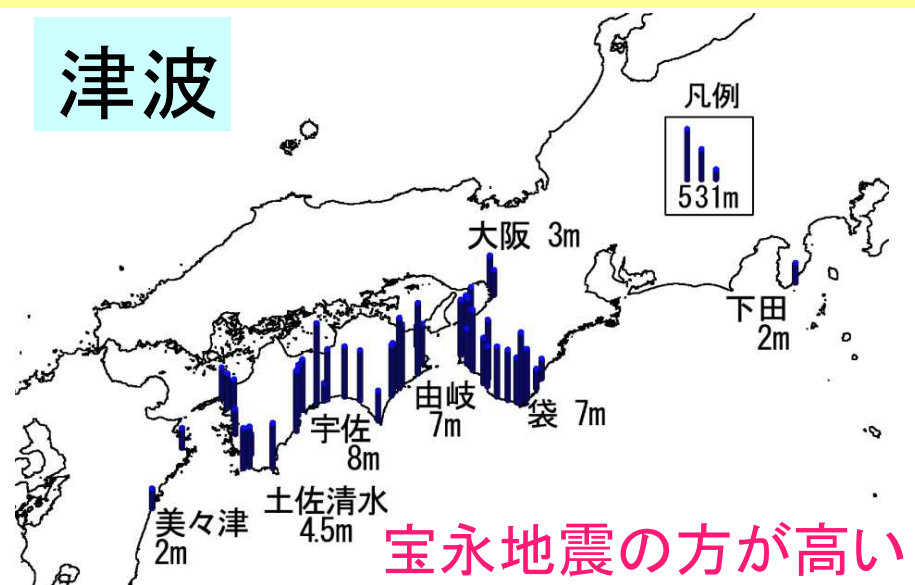 津波
凡例
531m
大阪 3m
下田
2m
由岐
7m
袋 7m
宇佐
8m
土佐清水
4.5m
美々津
2m
宝永地震の方が高い